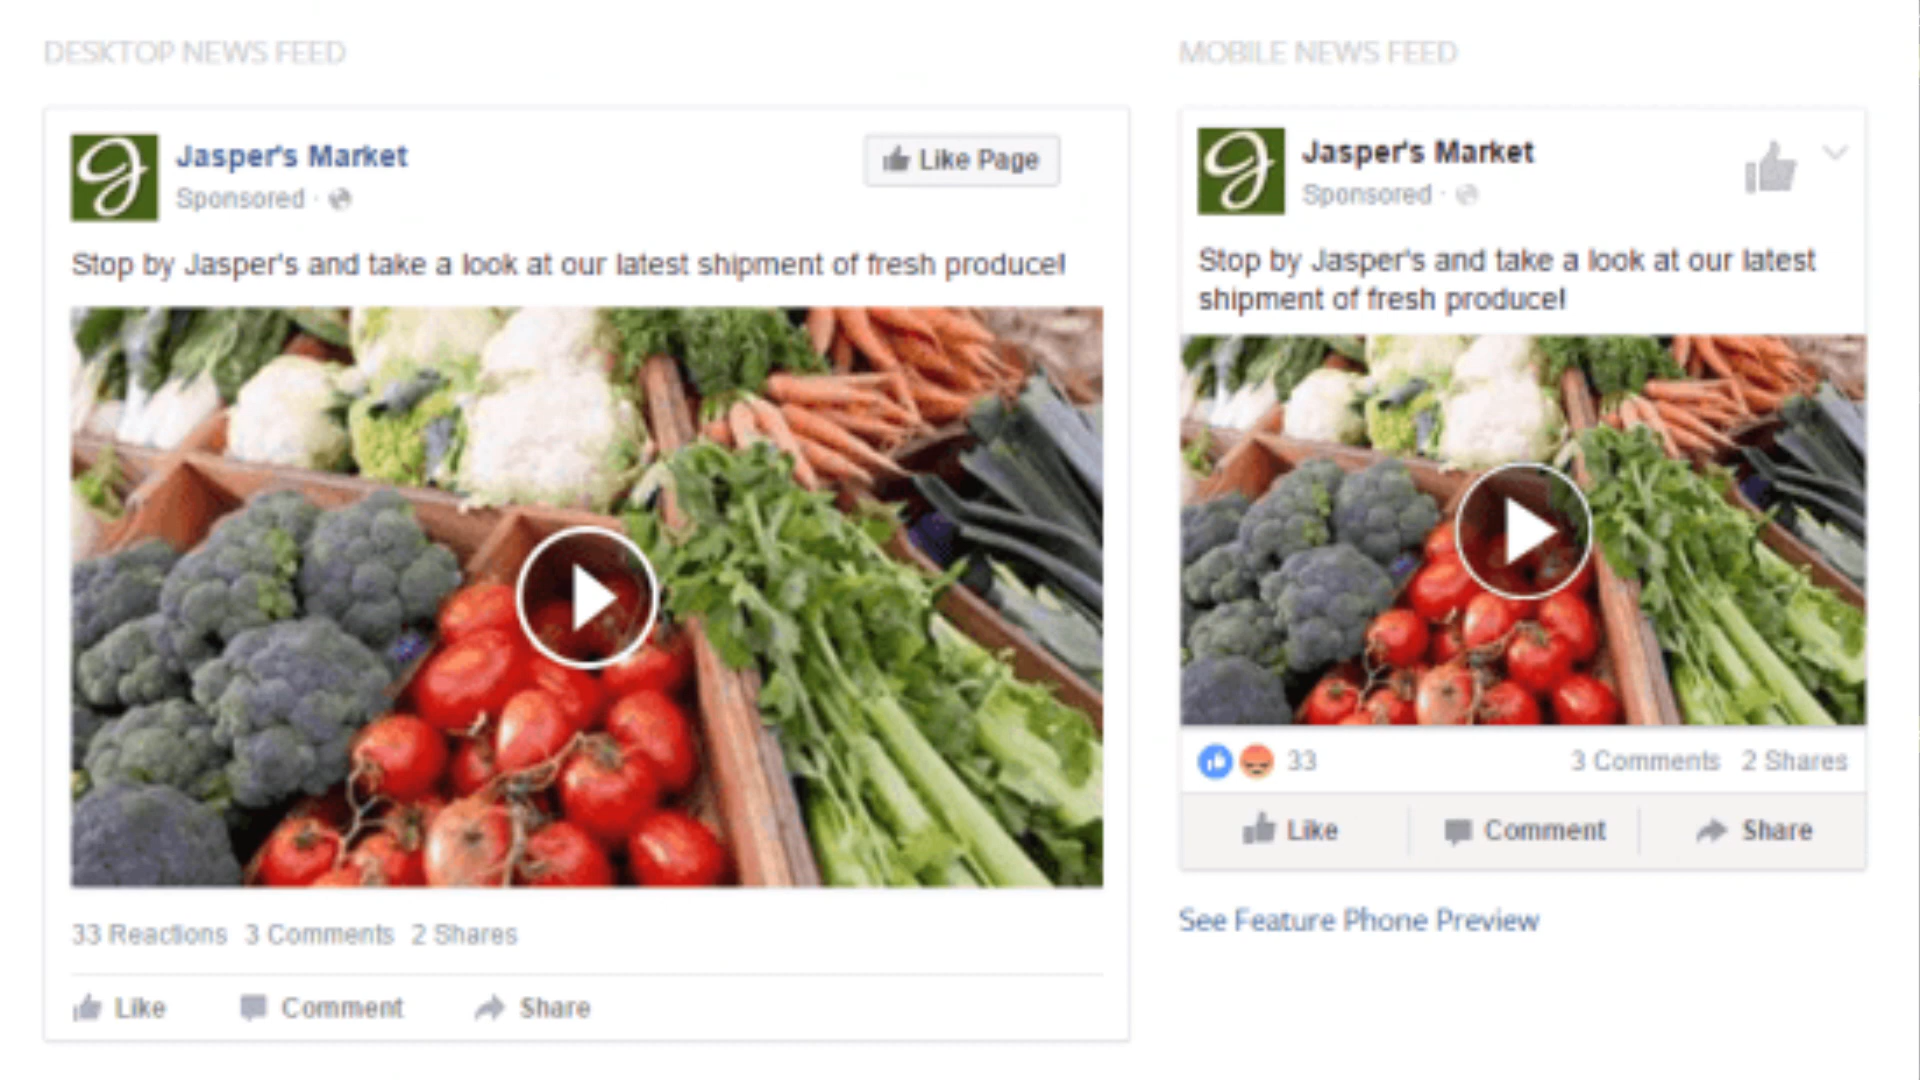 DESKTOP NEWS FEED
Jasper's Market
Like Page
Sponsored ·
Stop by Jasper's and take a look at our latest shipment of fresh produce!
33 Reactions 3 Comments 2 Shares
Like Comment Share
MOBILE NEWS FEED
Jasper's Market
Sponsored ·
Stop by Jasper's and take a look at our latest
shipment of fresh produce!
33 3 Comments 2 Shares
Like Comment Share
See Feature Phone Preview